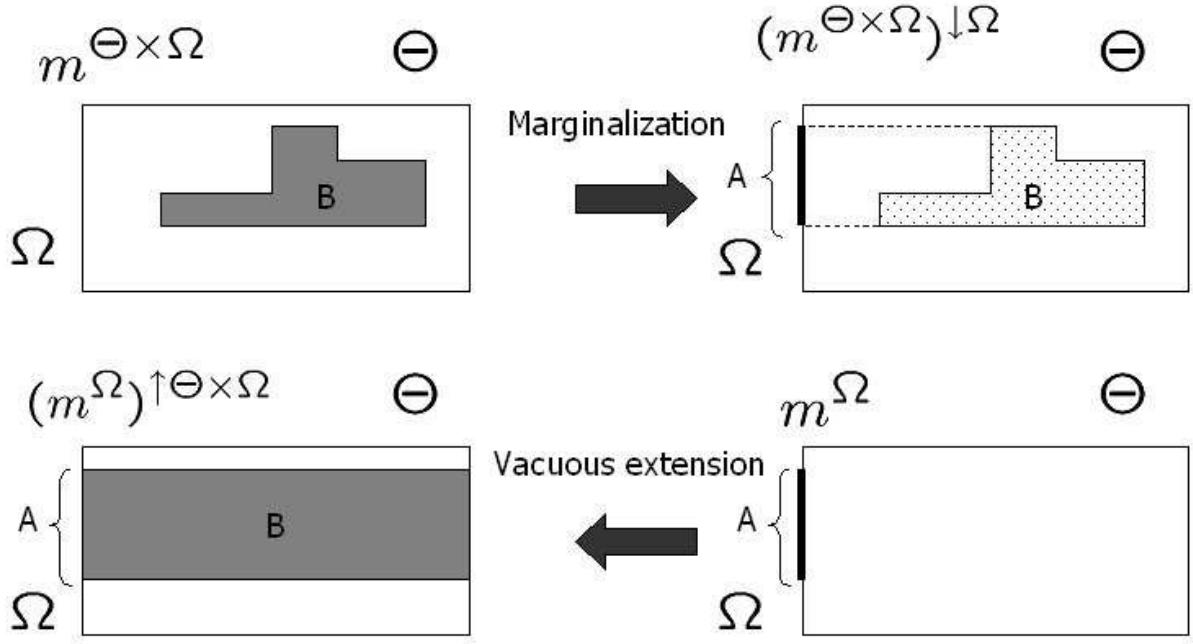 m^{Θ×Ω} Θ
(m^{Θ×Ω})^{↓Ω} Θ
Marginalization
B
Ω
A
B
Ω
(m^Ω)^{↑Θ×Ω} Θ
m^Ω Θ
Vacuous extension
A
B
Ω
A
Ω